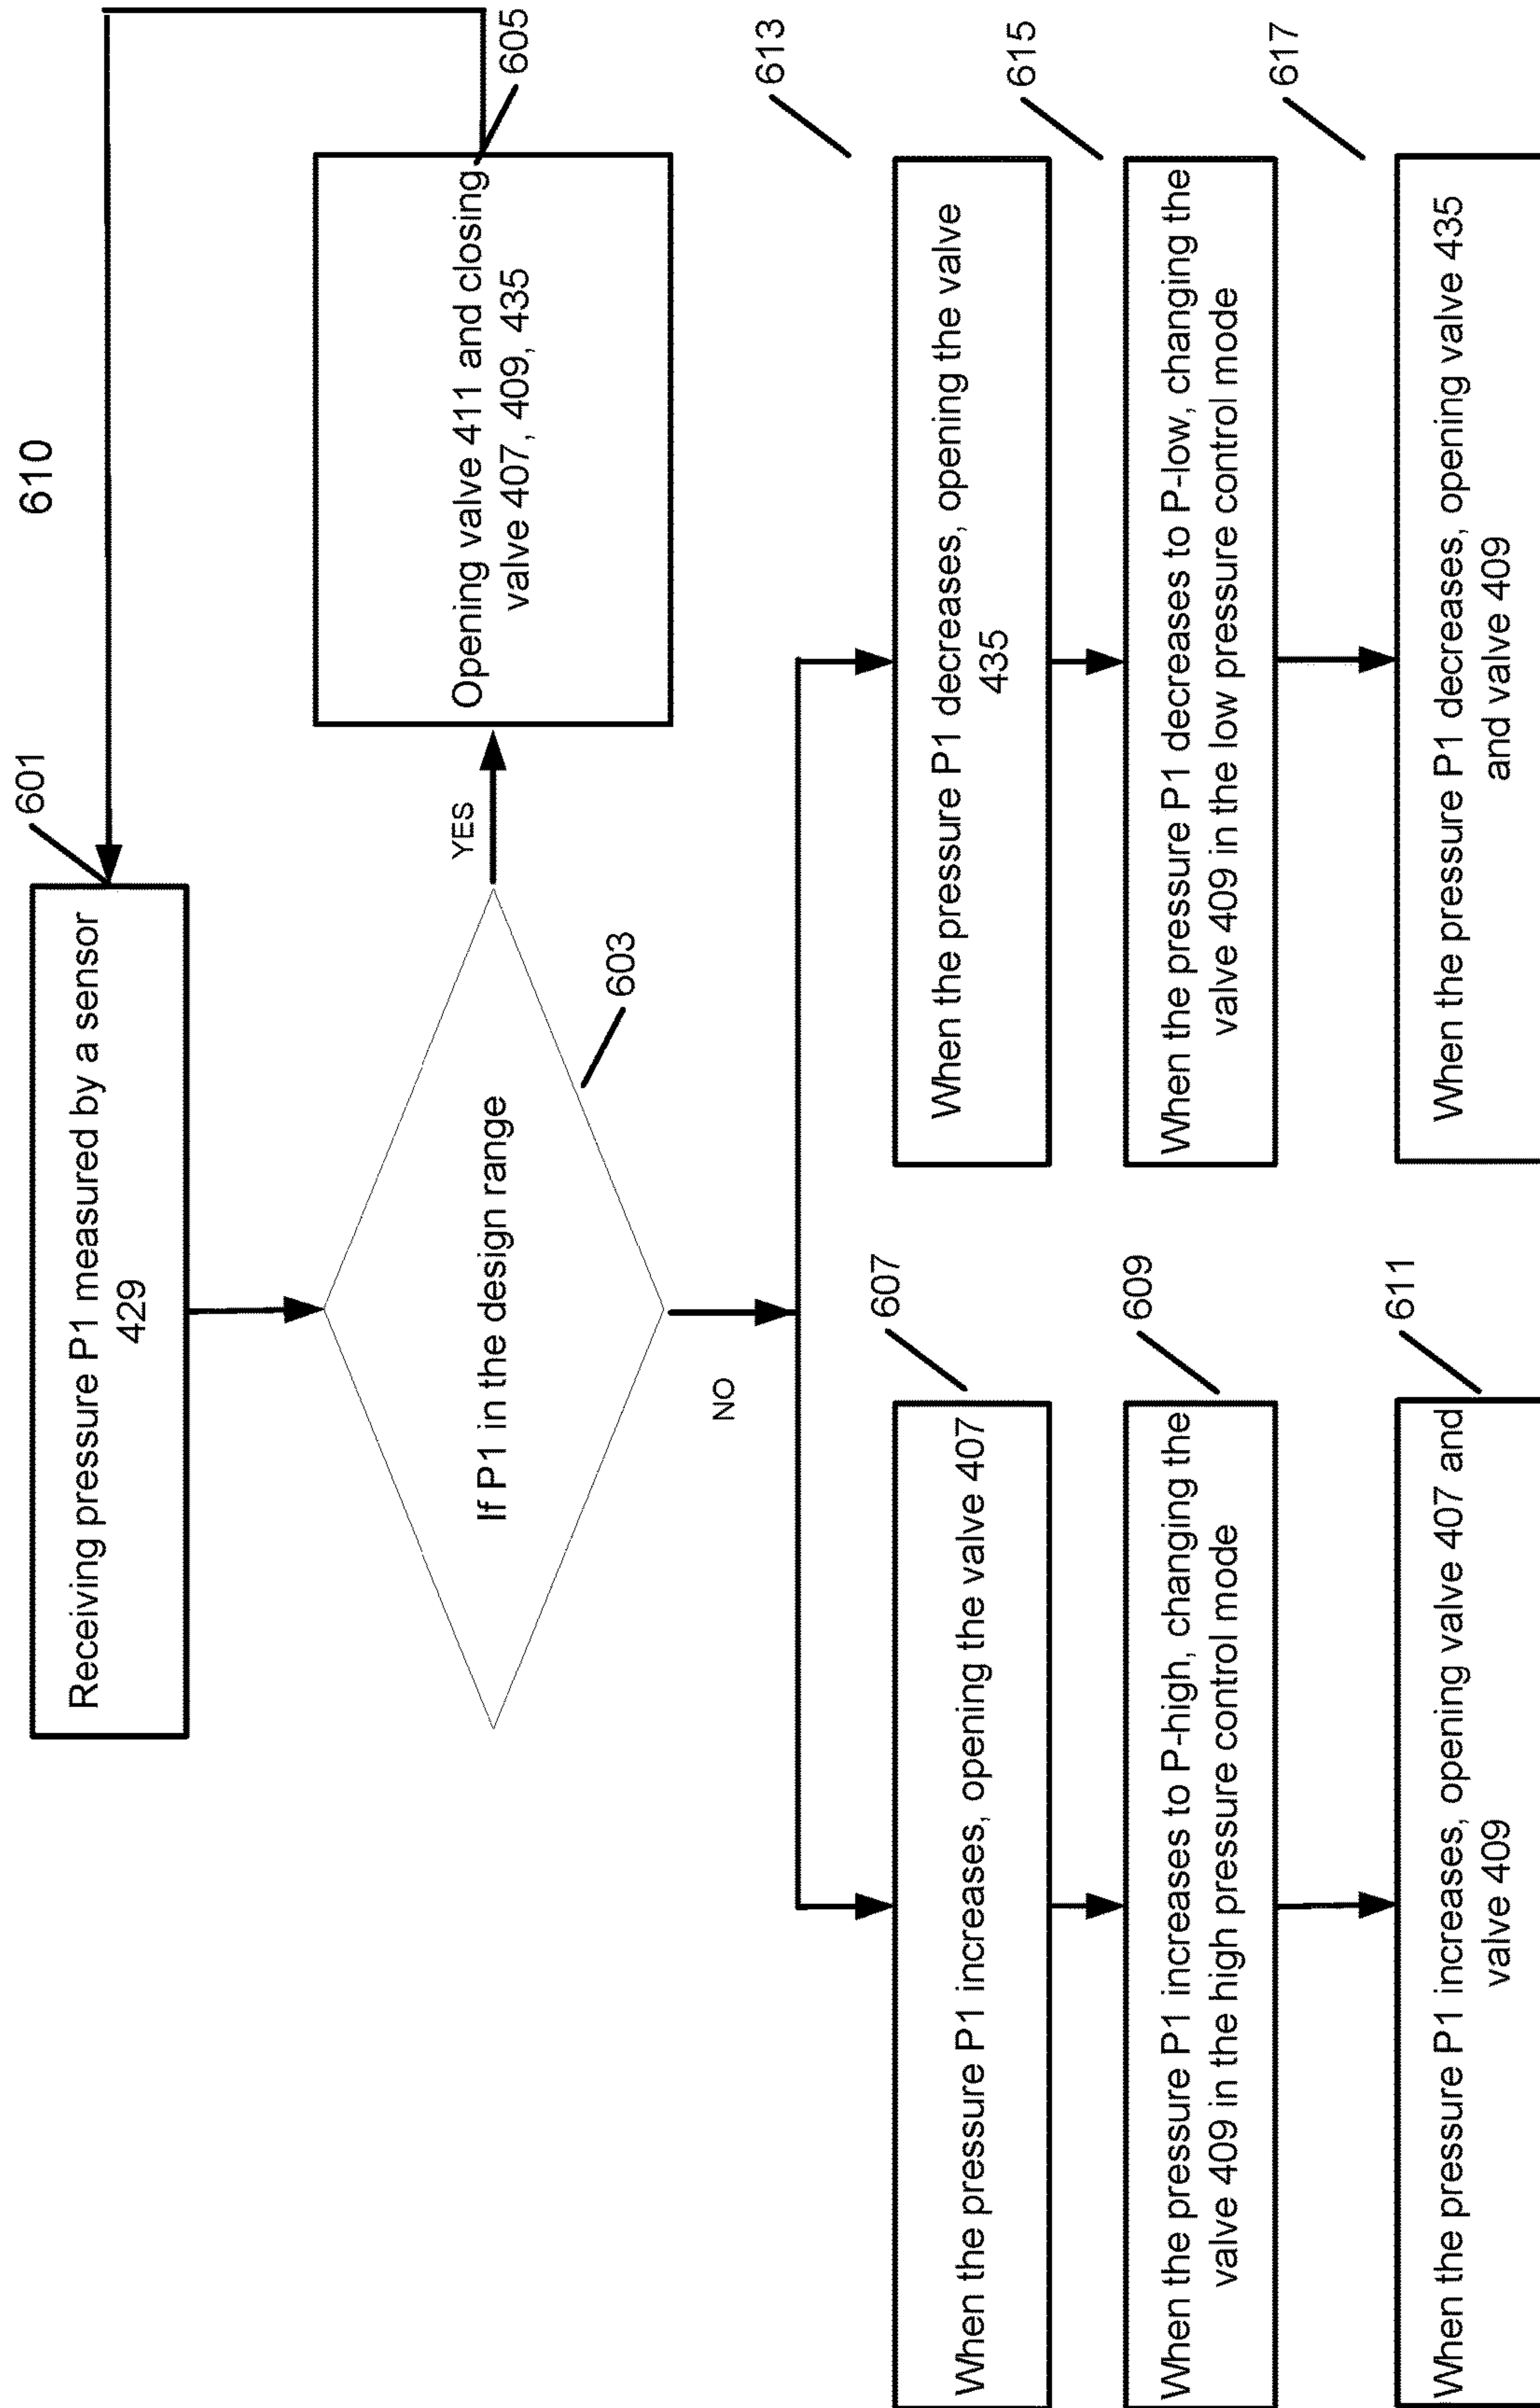 610
601
Receiving pressure P1 measured by a sensor
429
603
If P1 in the design range
YES
605
Opening valve 411 and closing
valve 407, 409, 435
NO
607
When the pressure P1 increases, opening the valve 407
609
When the pressure P1 increases to P-high, changing the
valve 409 in the high pressure control mode
611
When the pressure P1 increases, opening valve 407 and
valve 409
613
When the pressure P1 decreases, opening the valve
435
615
When the pressure P1 decreases to P-low, changing the
valve 409 in the low pressure control mode
617
When the pressure P1 decreases, opening valve 435
and valve 409